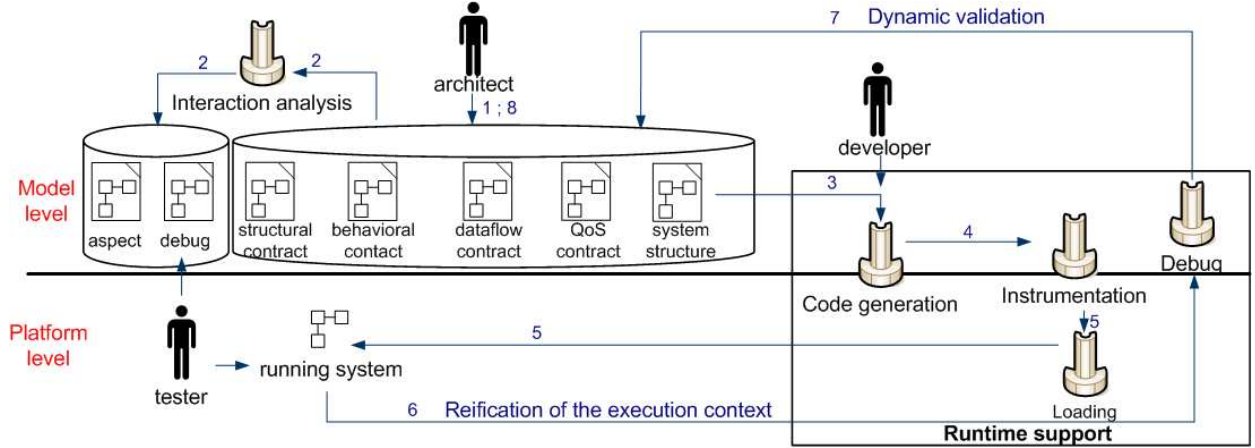 7 Dynamic validation
2 2
architect
Interaction analysis
1 ; 8
developer
Model level
aspect debug
structural contract
behavioral contact
dataflow contract
QoS contract
system structure
3
4
Debug
Code generation
Instrumentation
Platform level
5
5
running system
tester
6 Reification of the execution context
Loading
Runtime support